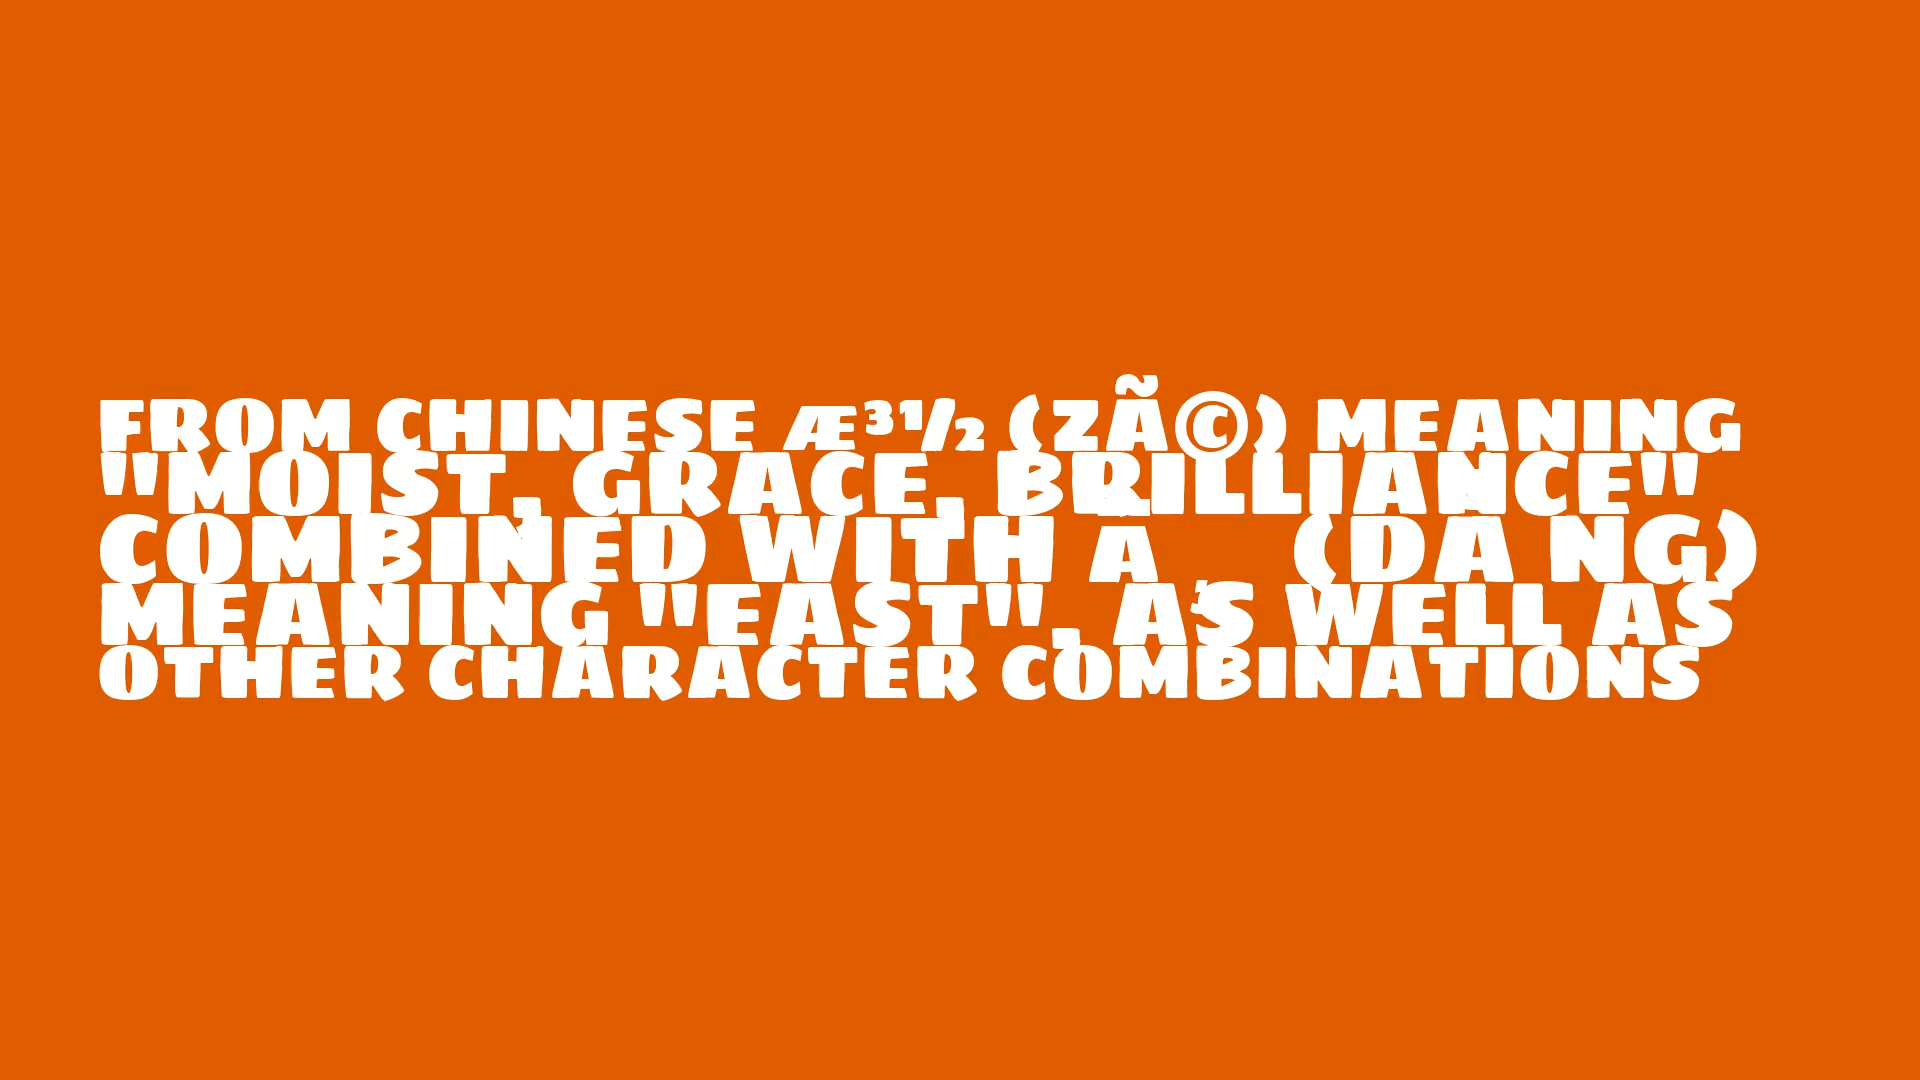 FROM CHINESE Æ³½ (ZÃ©) MEANING
"MOIST, GRACE, BRILLIANCE"
COMBINED WITH Ä (DA NG)
MEANING "EAST", AS WELL AS
OTHER CHARACTER COMBINATIONS